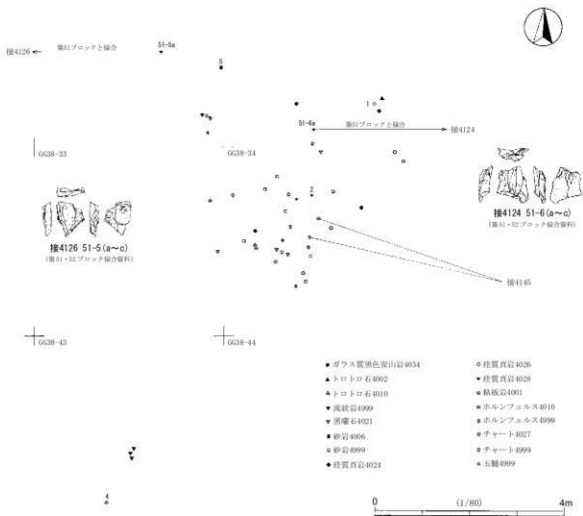 接4126
第51ブロックと接合
51-5a
5
1
51-6a
第51ブロックと接合
接4124
GG38-33
GG38-34
2
接4126 51-5(a~c)
(第51・52ブロック接合資料)
接4124 51-6(a~c)
(第51・52ブロック接合資料)
接4145
GG38-43
GG38-44
ガラス質黒色安山岩4034
トロトロ石4002
トロトロ石4010
流紋岩4999
黒曜石4021
砂岩4006
砂岩4999
珪質頁岩4024
珪質頁岩4026
珪質頁岩4028
粘板岩4001
ホルンフェルス4010
ホルンフェルス4999
チャート4027
チャート4999
玉髄4999
4
0 (1/80) 4m